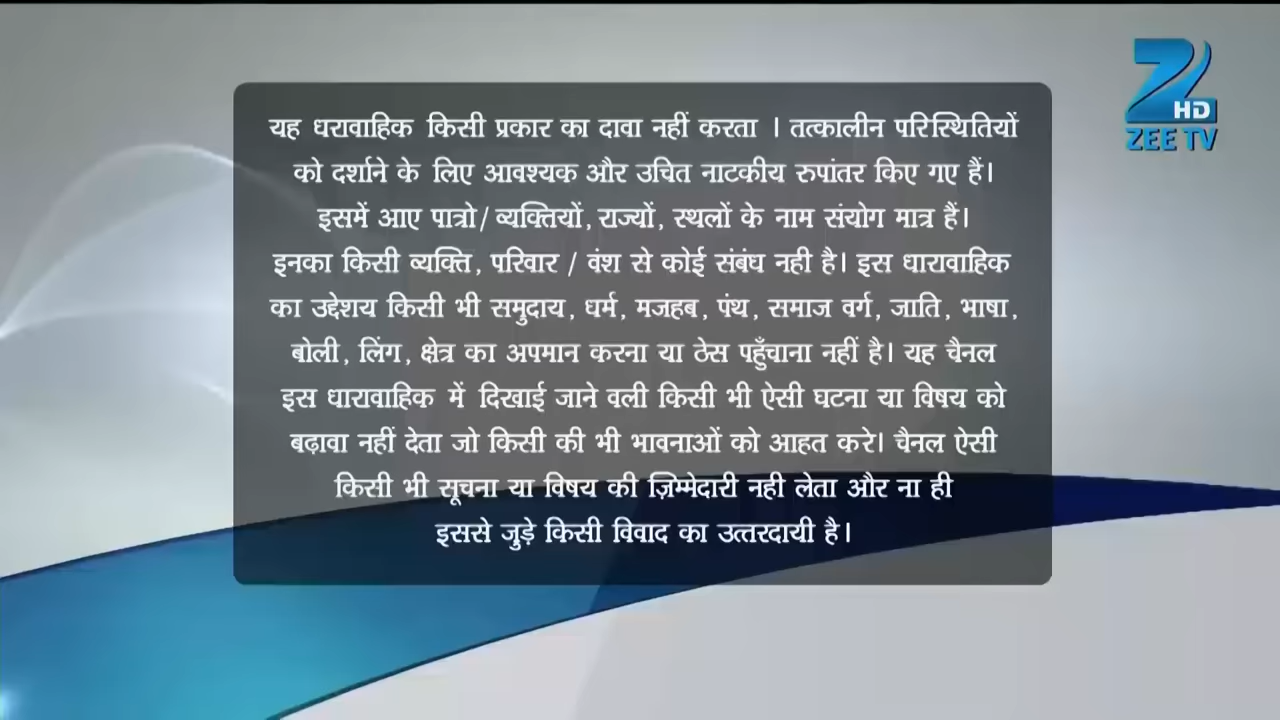 यह धरावाहिक किसी प्रकार का दावा नहीं करता । तत्कालीन परिस्थितियों
को दर्शाने के लिए आवश्यक और उचित नाटकीय रुपांतर किए गए हैं।
इसमें आए पात्रो/ व्यक्तियों, राज्यों, स्थलों के नाम संयोग मात्र हैं।
इनका किसी व्यक्ति, परिवार / वंश से कोई संबंघ नही है। इस धारावाहिक
का उद्देशय किसी भी समुदाय, धर्म, मजहब, पंथ, समाज वर्ग, जाति, भाषा,
बोली, लिंग, क्षेत्र का अपमान करना या ठेस पहुँचाना नहीं है। यह चैनल
इस धारावाहिक में दिखाई जाने वली किसी भी ऐसी घटना या विषय को
बढ़ावा नहीं देता जो किसी की भी भावनाओं को आहत करे। चैनल ऐसी
किसी भी सूचना या विषय की ज़िम्मेदारी नही लेता और ना ही
इससे जुड़े किसी विवाद का उत्तरदायी है।
HD
ZEE TV